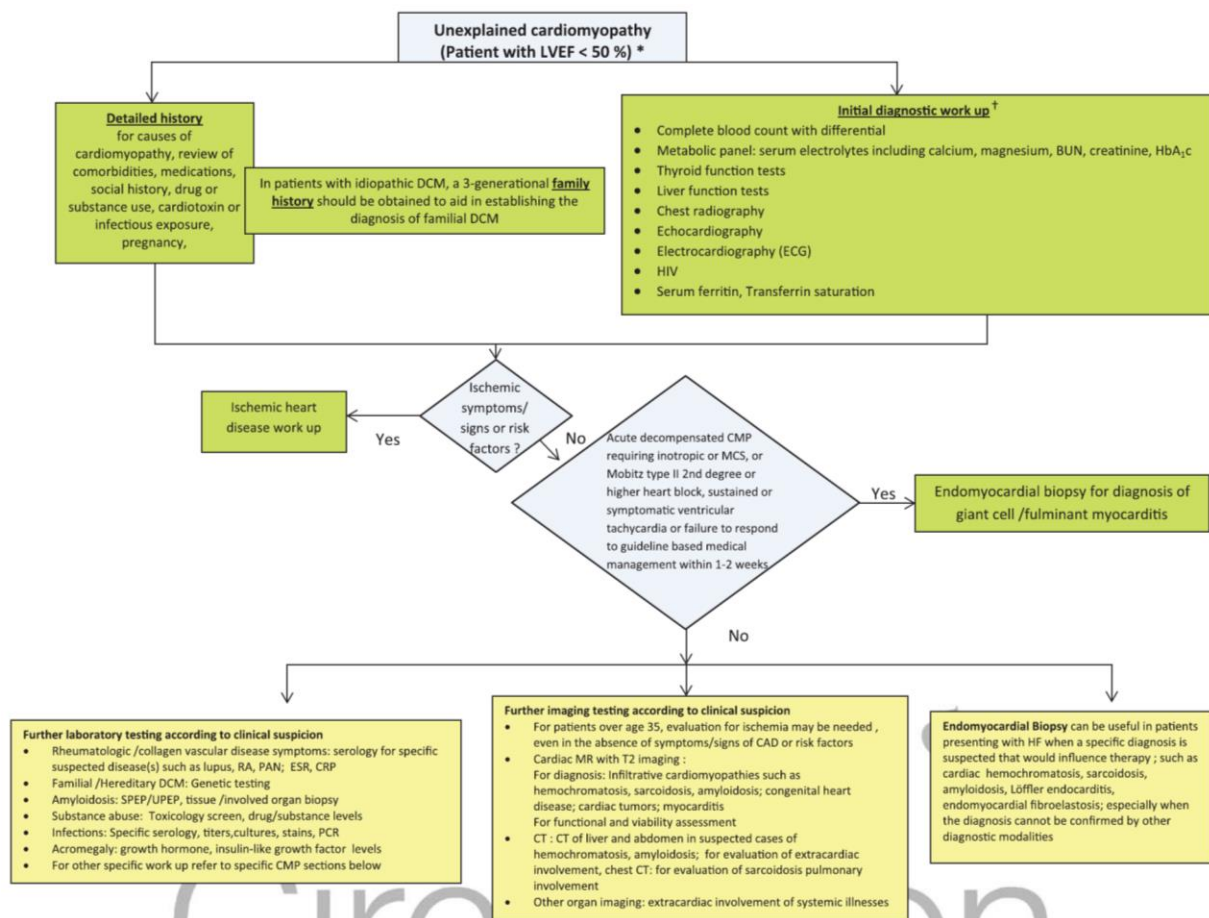 Unexplained cardiomyopathy
(Patient with LVEF < 50 %) *
Detailed history
for causes of
cardiomyopathy, review of
comorbidities, medications,
social history, drug or
substance use, cardiotoxin or
infectious exposure,
pregnancy,
In patients with idiopathic DCM, a 3-generational family
history should be obtained to aid in establishing the
diagnosis of familial DCM
Initial diagnostic work up †
• Complete blood count with differential
• Metabolic panel: serum electrolytes including calcium, magnesium, BUN, creatinine, HbA1c
• Thyroid function tests
• Liver function tests
• Chest radiography
• Echocardiography
• Electrocardiography (ECG)
• HIV
• Serum ferritin, Transferrin saturation
Ischemic
symptoms/
signs or risk
factors ?
Yes
Ischemic heart
disease work up
No
Acute decompensated CMP
requiring inotropic or MCS, or
Mobitz type II 2nd degree or
higher heart block, sustained or
symptomatic ventricular
tachycardia or failure to respond
to guideline based medical
management within 1-2 weeks
Yes
Endomyocardial biopsy for diagnosis of
giant cell /fulminant myocarditis
No
Further laboratory testing according to clinical suspicion
• Rheumatologic /collagen vascular disease symptoms: serology for specific
suspected disease(s) such as lupus, RA, PAN; ESR, CRP
• Familial /Hereditary DCM: Genetic testing
• Amyloidosis: SPEP/UPEP, tissue /involved organ biopsy
• Substance abuse: Toxicology screen, drug/substance levels
• Infections: Specific serology, titers,cultures, stains, PCR
• Acromegaly: growth hormone, insulin-like growth factor levels
• For other specific work up refer to specific CMP sections below
Further imaging testing according to clinical suspicion
• For patients over age 35, evaluation for ischemia may be needed ,
even in the absence of symptoms/signs of CAD or risk factors
• Cardiac MR with T2 imaging :
For diagnosis: Infiltrative cardiomyopathies such as
hemochromatosis, sarcoidosis, amyloidosis; congenital heart
disease; cardiac tumors; myocarditis
For functional and viability assessment
• CT : CT of liver and abdomen in suspected cases of
hemochromatosis, amyloidosis; for evaluation of extracardiac
involvement, chest CT: for evaluation of sarcoidosis pulmonary
involvement
• Other organ imaging: extracardiac involvement of systemic illnesses
Endomyocardial Biopsy can be useful in patients
presenting with HF when a specific diagnosis is
suspected that would influence therapy ; such as
cardiac hemochromatosis, sarcoidosis,
amyloidosis, Löffler endocarditis,
endomyocardial fibroelastosis; especially when
the diagnosis cannot be confirmed by other
diagnostic modalities